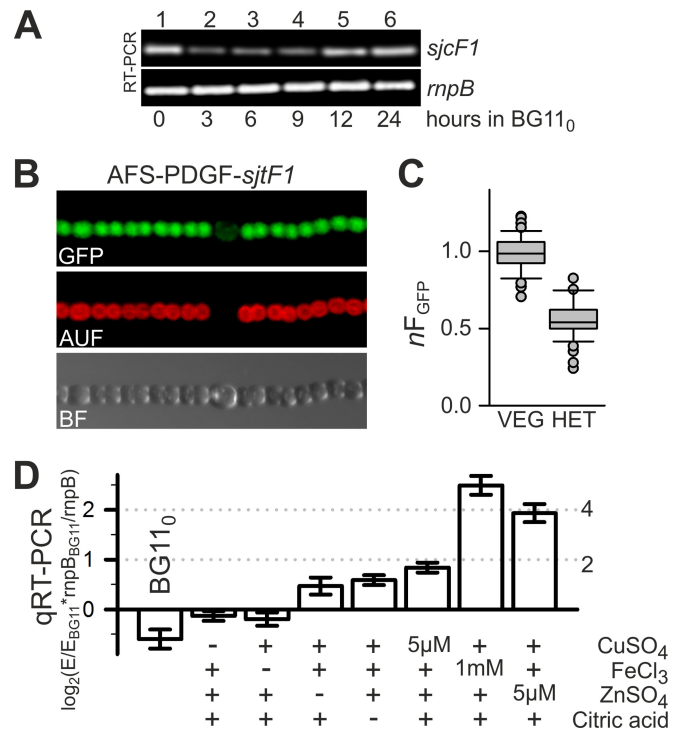 A
1 2 3 4 5 6
RT-PCR
sjcF1
rnpB
0 3 6 9 12 24 hours in BG11₀
B
AFS-PDGF-sjtF1
GFP
AUF
BF
C
nF_GFP
1.0
0.5
0.0
VEG HET
D
qRT-PCR
log₂(E/E_BG11*rnpB_BG11/rnpB)
2
1
0
BG11₀
4
2
- + + + 5µM + + CuSO₄
+ - + + + 1mM + FeCl₃
+ + - + + + 5µM ZnSO₄
+ + + - + + + Citric acid